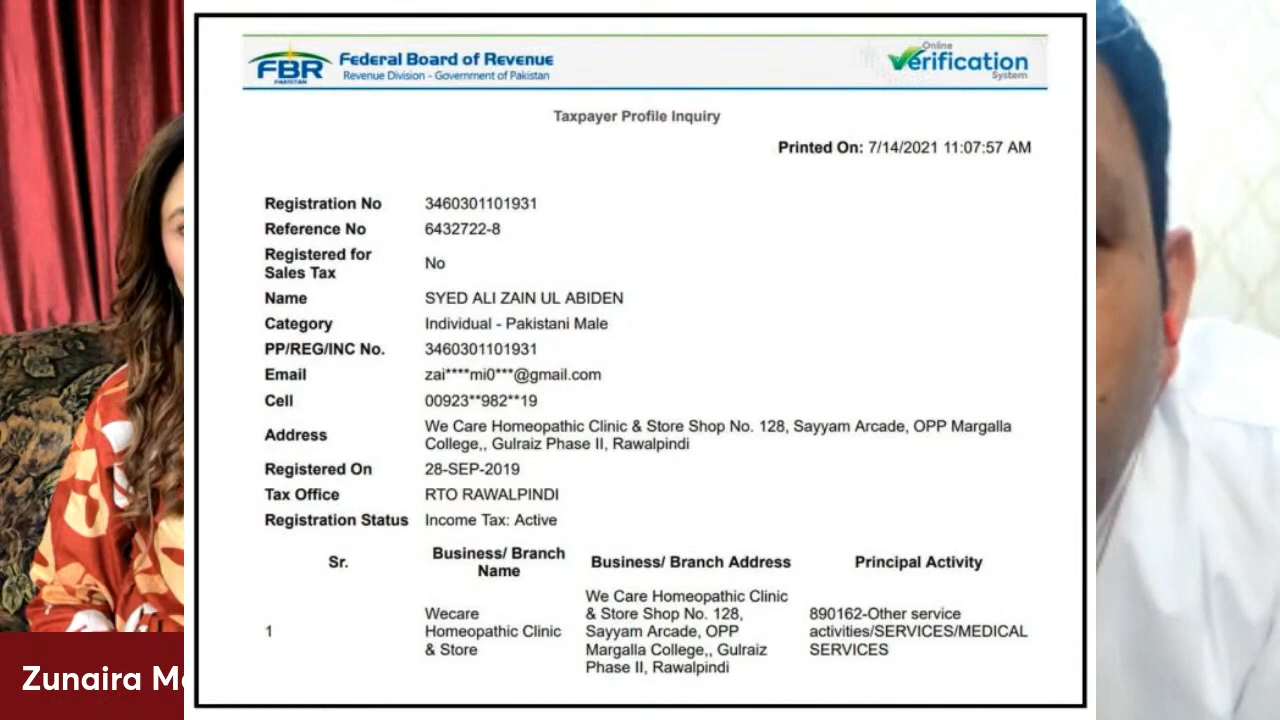 FBR
PAKISTAN
Federal Board of Revenue
Revenue Division - Government of Pakistan
Online
Verification
System
Taxpayer Profile Inquiry
Printed On: 7/14/2021 11:07:57 AM
Registration No 3460301101931
Reference No 6432722-8
Registered for
Sales Tax
No
Name SYED ALI ZAIN UL ABIDEN
Category Individual - Pakistani Male
PP/REG/INC No. 3460301101931
Email zai****mi0***@gmail.com
Cell 00923**982**19
Address
We Care Homeopathic Clinic & Store Shop No. 128, Sayyam Arcade, OPP Margalla
College,, Gulraiz Phase II, Rawalpindi
Registered On 28-SEP-2019
Tax Office RTO RAWALPINDI
Registration Status Income Tax: Active
Sr.
Business/ Branch
Name
Business/ Branch Address
Principal Activity
1
Wecare
Homeopathic Clinic
& Store
We Care Homeopathic Clinic
& Store Shop No. 128,
Sayyam Arcade, OPP
Margalla College,, Gulraiz
Phase II, Rawalpindi
890162-Other service
activities/SERVICES/MEDICAL
SERVICES
Zunaira Ma